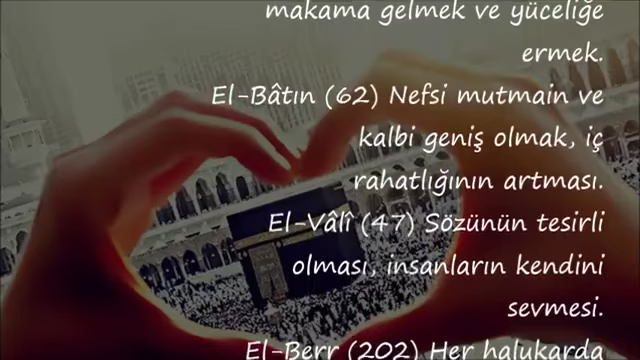 makama gelmek ve yüceliğe
ermek.
El-Bâtın (62) Nefsi mutmain ve
kalbi geniş olmak, iç
rahatlığının artması.
El-Vâlî (47) Sözünün tesirli
olması, insanların kendini
sevmesi.
El-Berr (202) Her halukarda